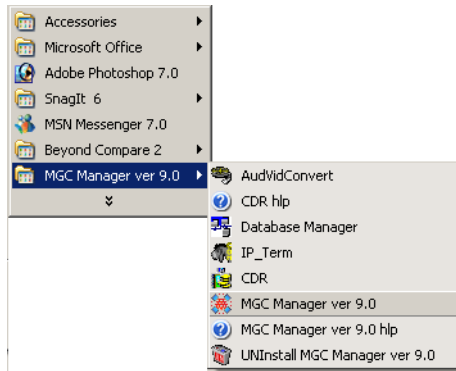 Accessories
Microsoft Office
Adobe Photoshop 7.0
SnagIt 6
MSN Messenger 7.0
Beyond Compare 2
MGC Manager ver 9.0
AudVidConvert
CDR hlp
Database Manager
IP_Term
CDR
MGC Manager ver 9.0
MGC Manager ver 9.0 hlp
UNInstall MGC Manager ver 9.0